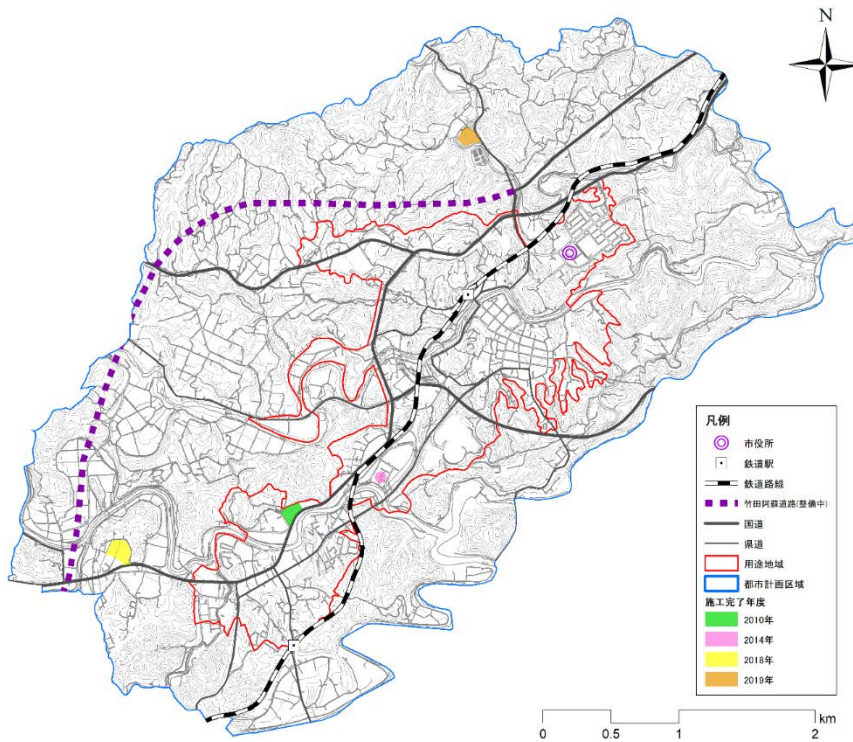 N
凡例
市役所
鉄道駅
鉄道路線
竹田阿蘇道路(整備中)
国道
県道
用途地域
都市計画区域
施工完了年度
2010年
2014年
2018年
2019年
km
0 0.5 1 2